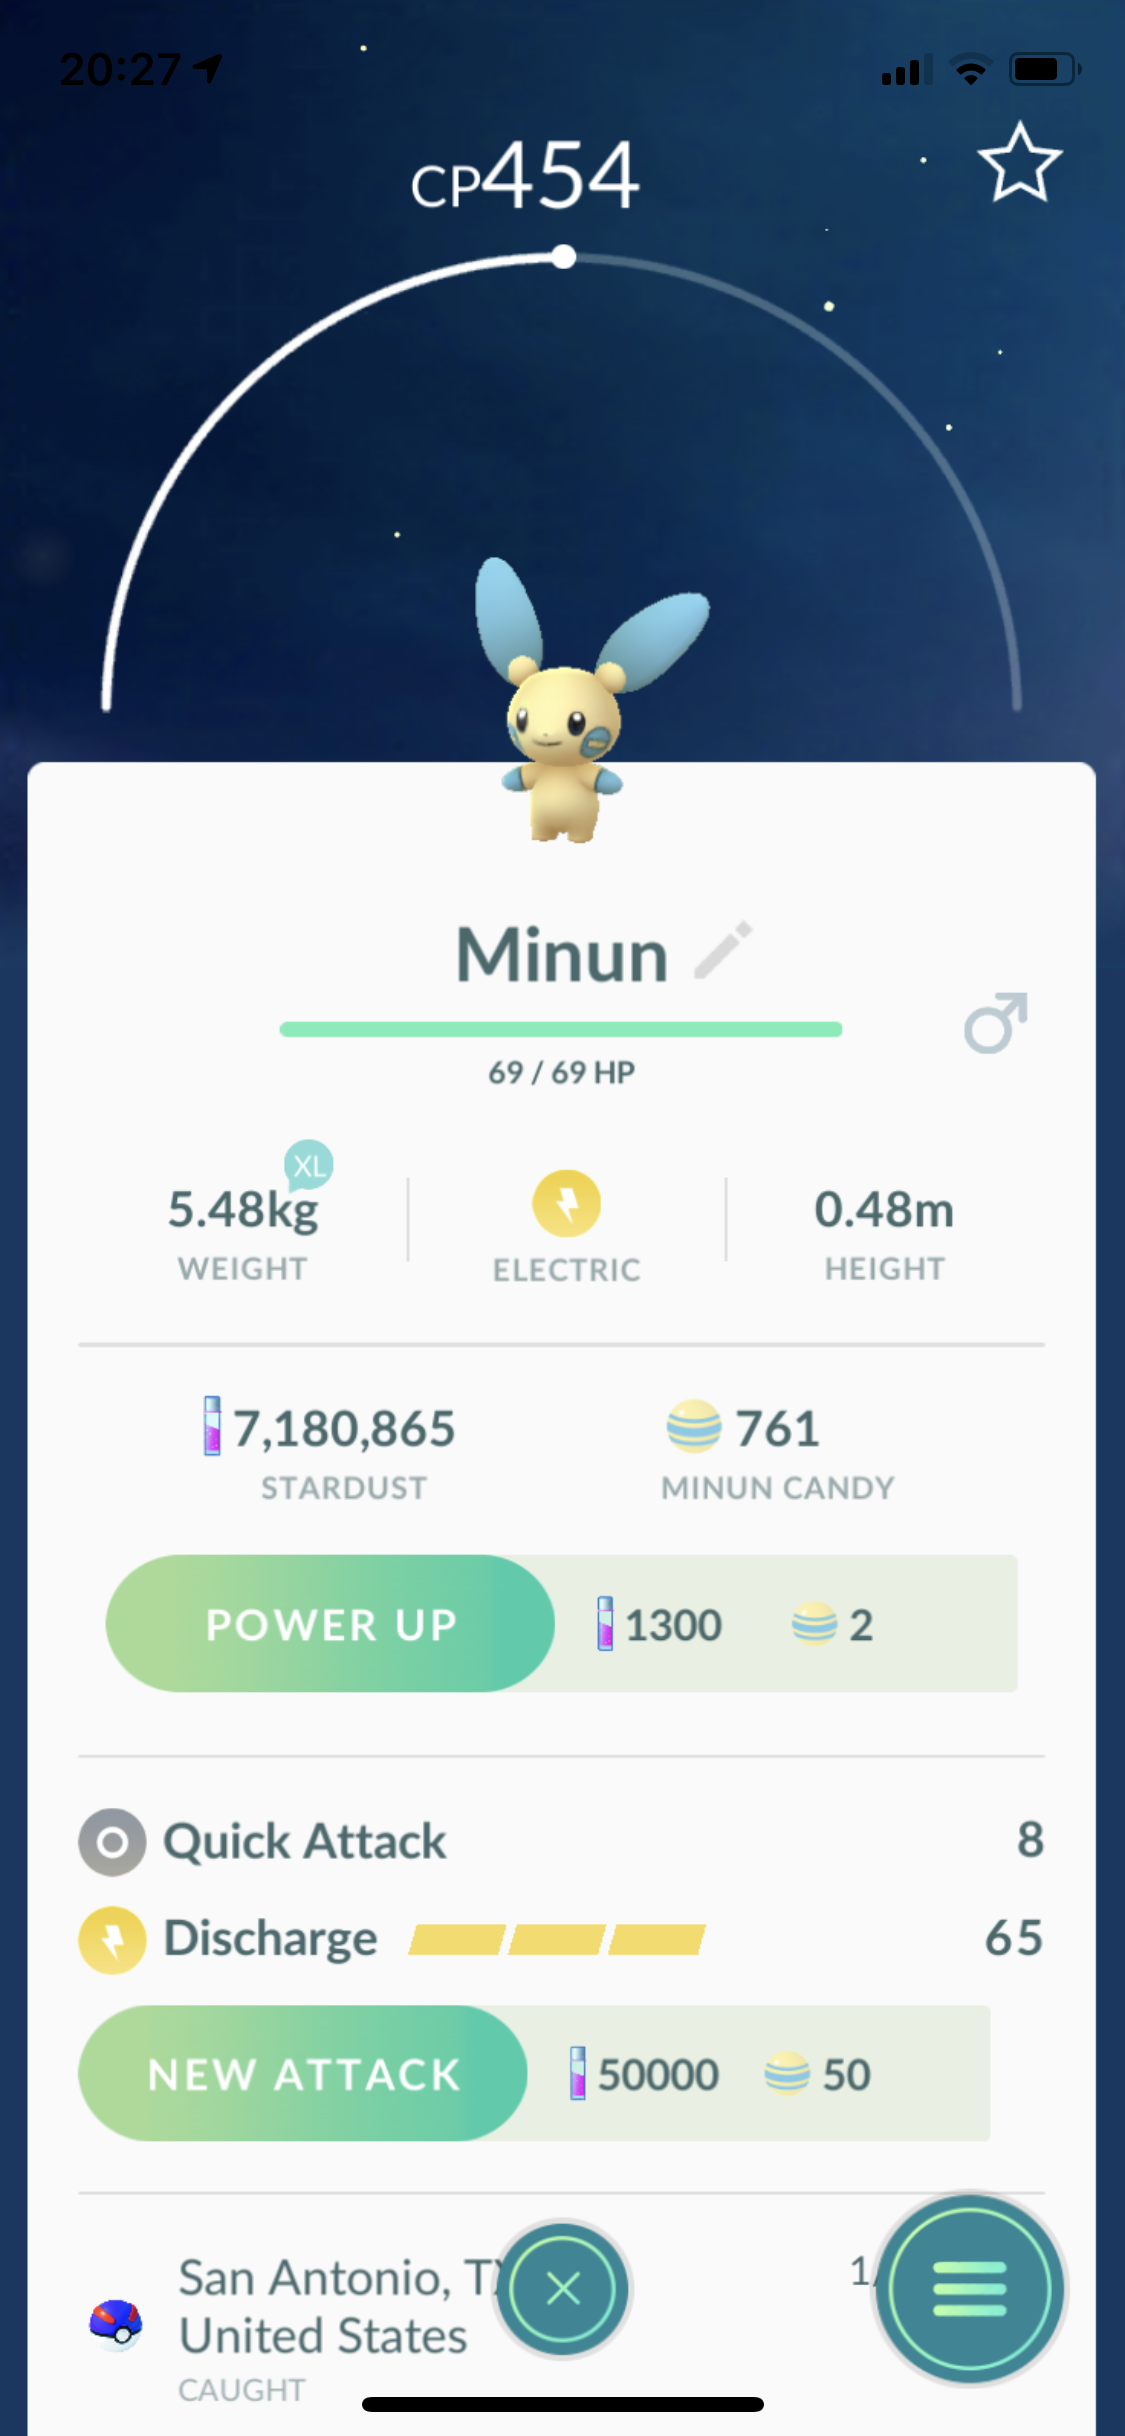 20:27
CP454
Minun
69 / 69 HP
XL
5.48kg
WEIGHT
ELECTRIC
0.48m
HEIGHT
7,180,865
STARDUST
761
MINUN CANDY
POWER UP 1300 2
Quick Attack 8
Discharge 65
NEW ATTACK 50000 50
San Antonio,
United States
CAUGHT